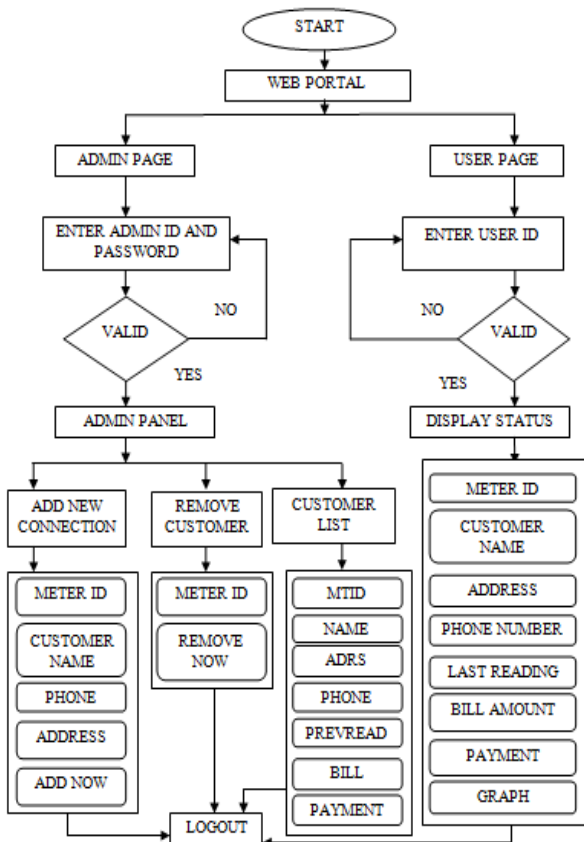 START
WEB PORTAL
ADMIN PAGE
USER PAGE
ENTER ADMIN ID AND
PASSWORD
ENTER USER ID
NO
VALID
YES
NO
VALID
YES
ADMIN PANEL
DISPLAY STATUS
ADD NEW
CONNECTION
REMOVE
CUSTOMER
CUSTOMER
LIST
METER ID
CUSTOMER
NAME
PHONE
ADDRESS
ADD NOW
METER ID
REMOVE
NOW
MTID
NAME
ADRS
PHONE
PREVREAD
BILL
PAYMENT
METER ID
CUSTOMER
NAME
ADDRESS
PHONE NUMBER
LAST READING
BILL AMOUNT
PAYMENT
GRAPH
LOGOUT